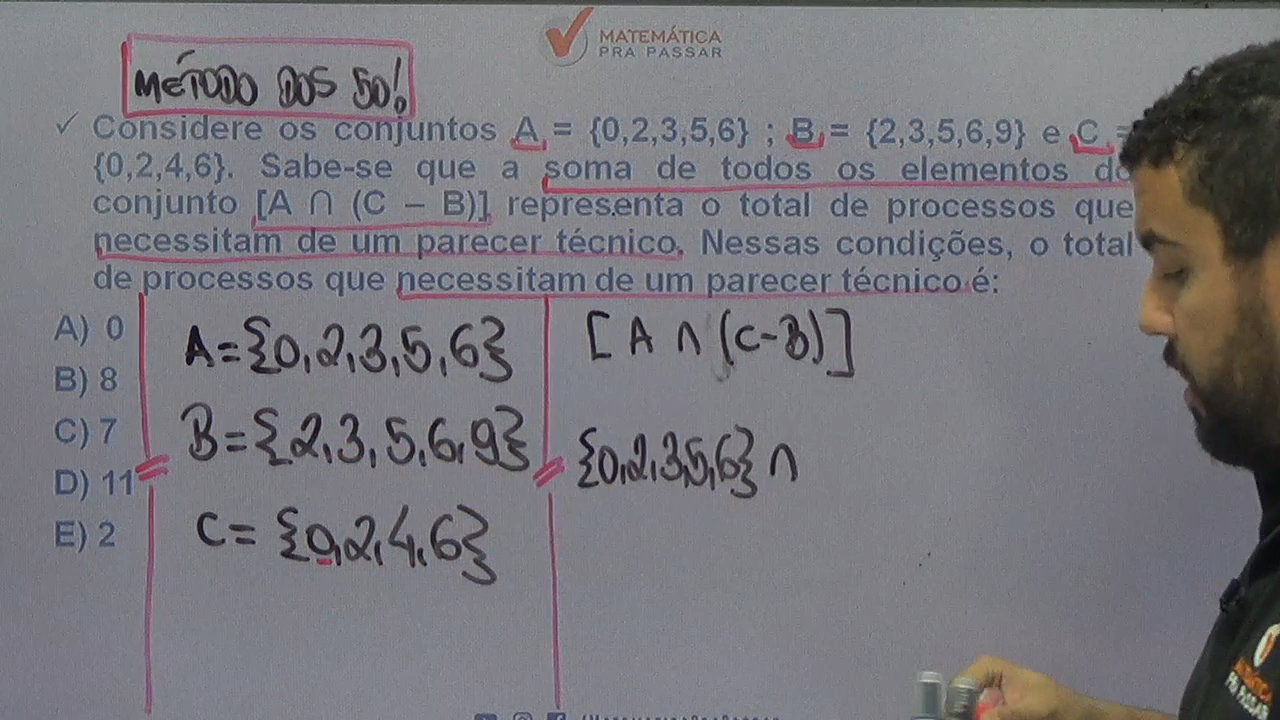 MATEMÁTICA
PRA PASSAR
MÉTODO DOS 50!
✓ Considere os conjuntos A = {0,2,3,5,6} ; B = {2,3,5,6,9} e C =
{0,2,4,6}. Sabe-se que a soma de todos os elementos do
conjunto [A ∩ (C – B)] representa o total de processos que
necessitam de um parecer técnico. Nessas condições, o total
de processos que necessitam de um parecer técnico é:
A) 0
B) 8
C) 7
D) 11
E) 2
A={0,2,3,5,6}
B={2,3,5,6,9}
C={0,2,4,6}
[A ∩ (C-B)]
{0,2,3,5,6} ∩
PRA PASSAR